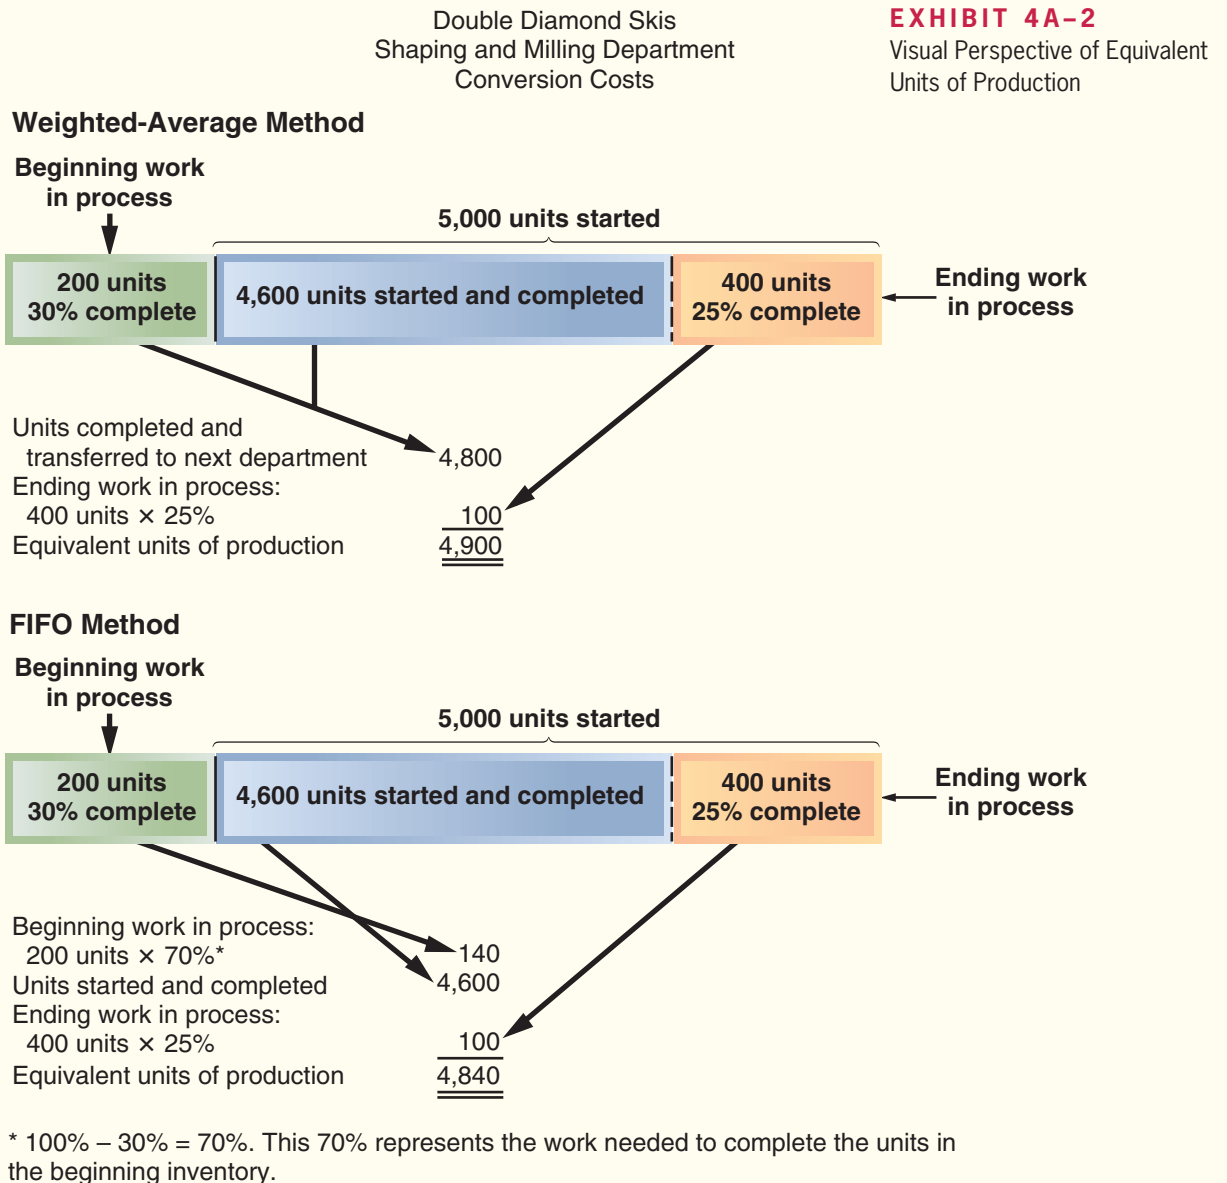 Double Diamond Skis
Shaping and Milling Department
Conversion Costs
EXHIBIT 4A–2
Visual Perspective of Equivalent
Units of Production
Weighted-Average Method
Beginning work
in process
5,000 units started
200 units
30% complete
4,600 units started and completed
400 units
25% complete
Ending work
in process
Units completed and
transferred to next department 4,800
Ending work in process:
400 units × 25% 100
Equivalent units of production 4,900
FIFO Method
Beginning work
in process
5,000 units started
200 units
30% complete
4,600 units started and completed
400 units
25% complete
Ending work
in process
Beginning work in process:
200 units × 70%* 140
Units started and completed 4,600
Ending work in process:
400 units × 25% 100
Equivalent units of production 4,840
* 100% – 30% = 70%. This 70% represents the work needed to complete the units in
the beginning inventory.